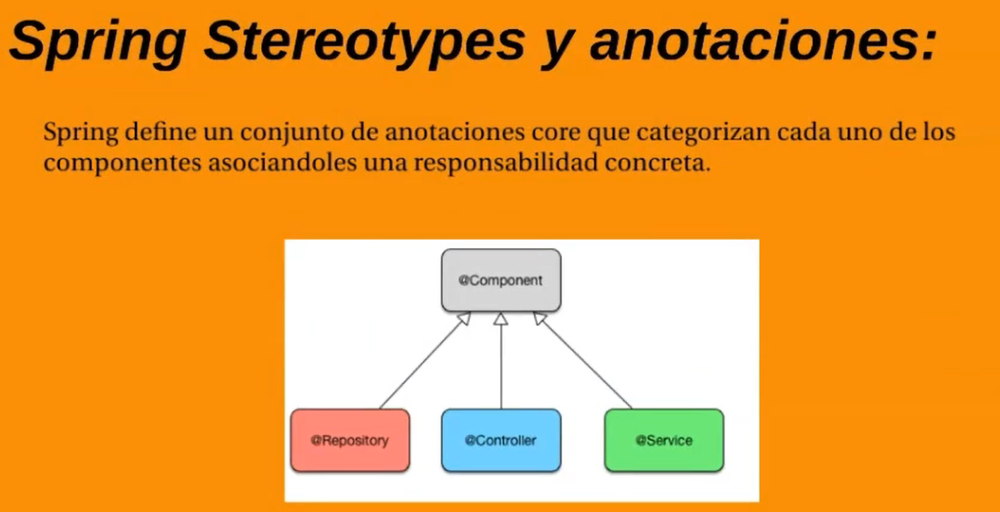 Spring Stereotypes y anotaciones:
Spring define un conjunto de anotaciones core que categorizan cada uno de los
componentes asociandoles una responsabilidad concreta.
@Component
@Repository
@Controller
@Service